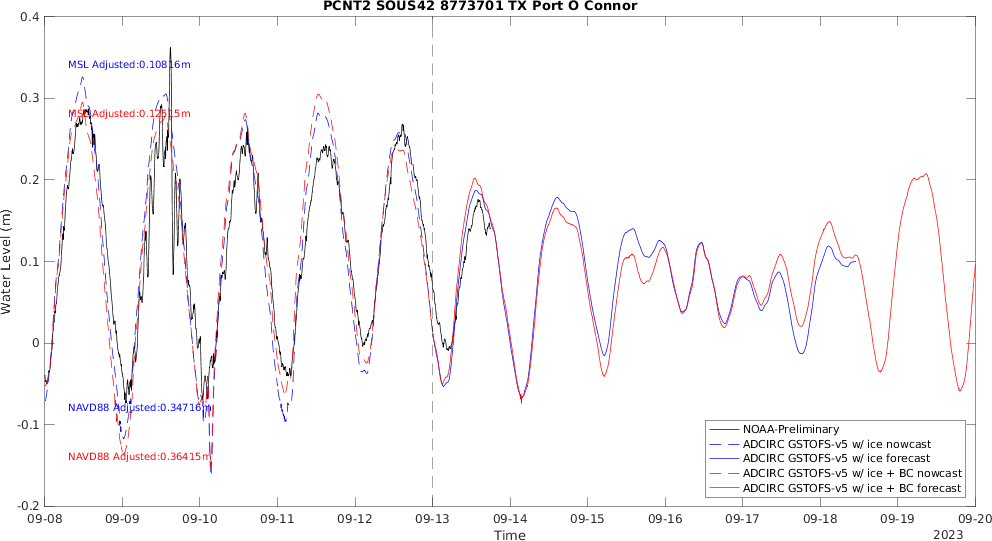 PCNT2 SOUS42 8773701 TX Port O Connor
0.4
0.3
0.2
0.1
0
-0.1
-0.2
Water Level (m)
MSL Adjusted:0.10816m
MSL Adjusted:0.12515m
NAVD88 Adjusted:0.34716m
NAVD88 Adjusted:0.36415m
NOAA-Preliminary
ADCIRC GSTOFS-v5 w/ ice nowcast
ADCIRC GSTOFS-v5 w/ ice forecast
ADCIRC GSTOFS-v5 w/ ice + BC nowcast
ADCIRC GSTOFS-v5 w/ ice + BC forecast
09-08 09-09 09-10 09-11 09-12 09-13 09-14 09-15 09-16 09-17 09-18 09-19 09-20
Time
2023